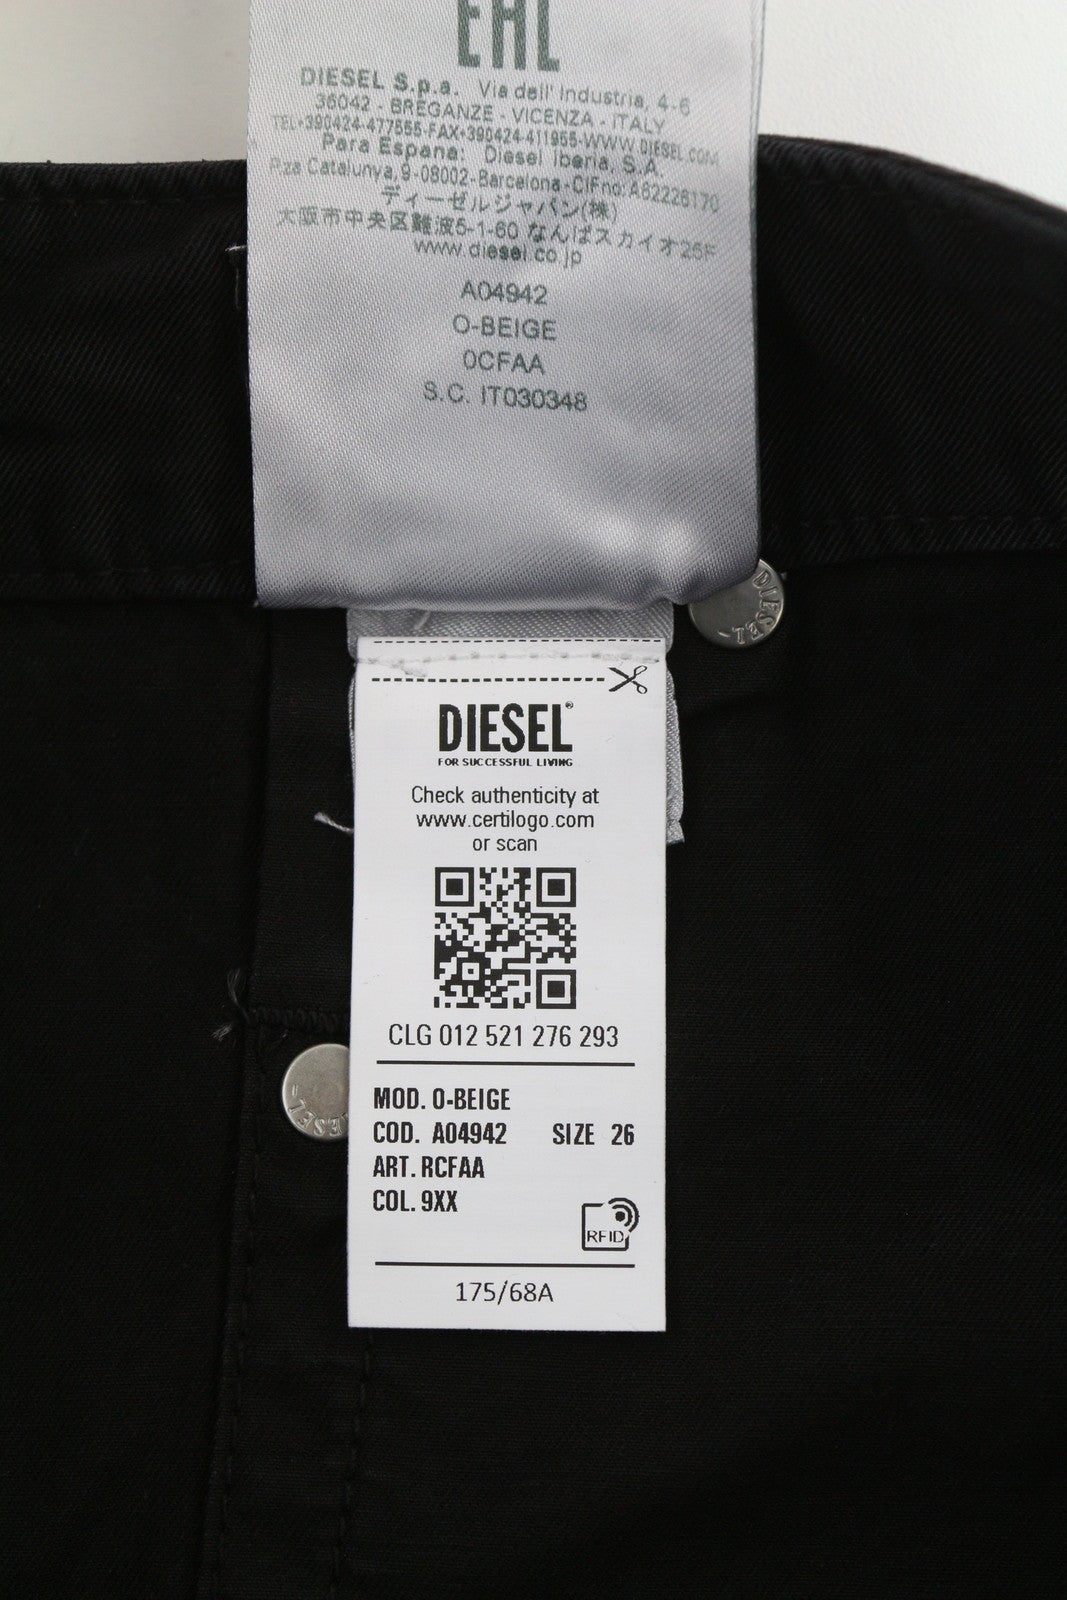 EAC
DIESEL S.p.a. Via dell' Industria, 4-6
36042 - BREGANZE - VICENZA - ITALY
TEL+390424-477555-FAX+390424-411955-WWW.DIESEL.COM
Para Espana: Diesel Iberia, S.A.
Pza Catalunya,9-08002-Barcelona-CIFno:A62226170
ディーゼルジャパン(株)
大阪市中央区難波5-1-60 なんばスカイオ25F
www.diesel.co.jp
A04942
O-BEIGE
0CFAA
S.C. IT030348
DIESEL
DIESEL®
FOR SUCCESSFUL LIVING
Check authenticity at
www.certilogo.com
or scan
CLG 012 521 276 293
MOD. O-BEIGE
COD. A04942 SIZE 26
ART. RCFAA
COL. 9XX
RFID
175/68A
DIESEL